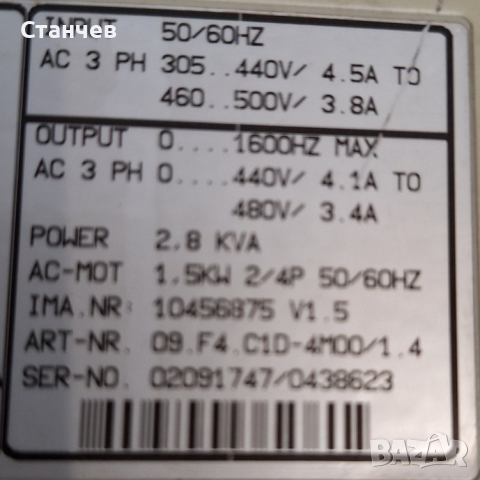 Станчев
INPUT 50/60HZ
AC 3 PH 305..440V/ 4.5A TO
460..500V/ 3.8A
OUTPUT 0....1600HZ MAX
AC 3 PH 0....440V/ 4.1A TO
480V/ 3.4A
POWER 2.8 KVA
AC-MOT 1.5KW 2/4P 50/60HZ
IMA.NR: 10456875 V1.5
ART-NR. 09.F4.C1D-4M00/1.4
SER-NO. 02091747/0438623
BAZAR